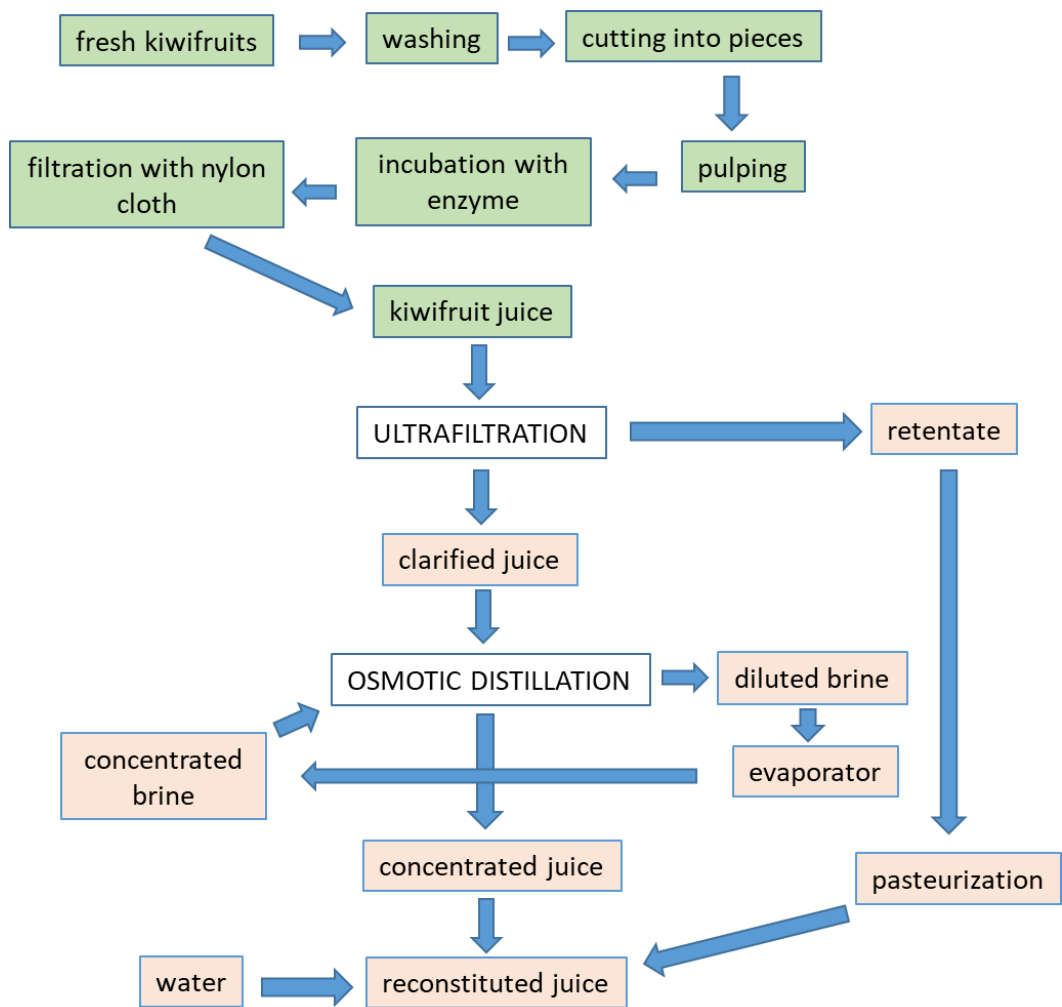 fresh kiwifruits
washing
cutting into pieces
pulping
incubation with
enzyme
filtration with nylon
cloth
kiwifruit juice
ULTRAFILTRATION
retentate
clarified juice
OSMOTIC DISTILLATION
diluted brine
evaporator
concentrated
brine
concentrated juice
pasteurization
water
reconstituted juice